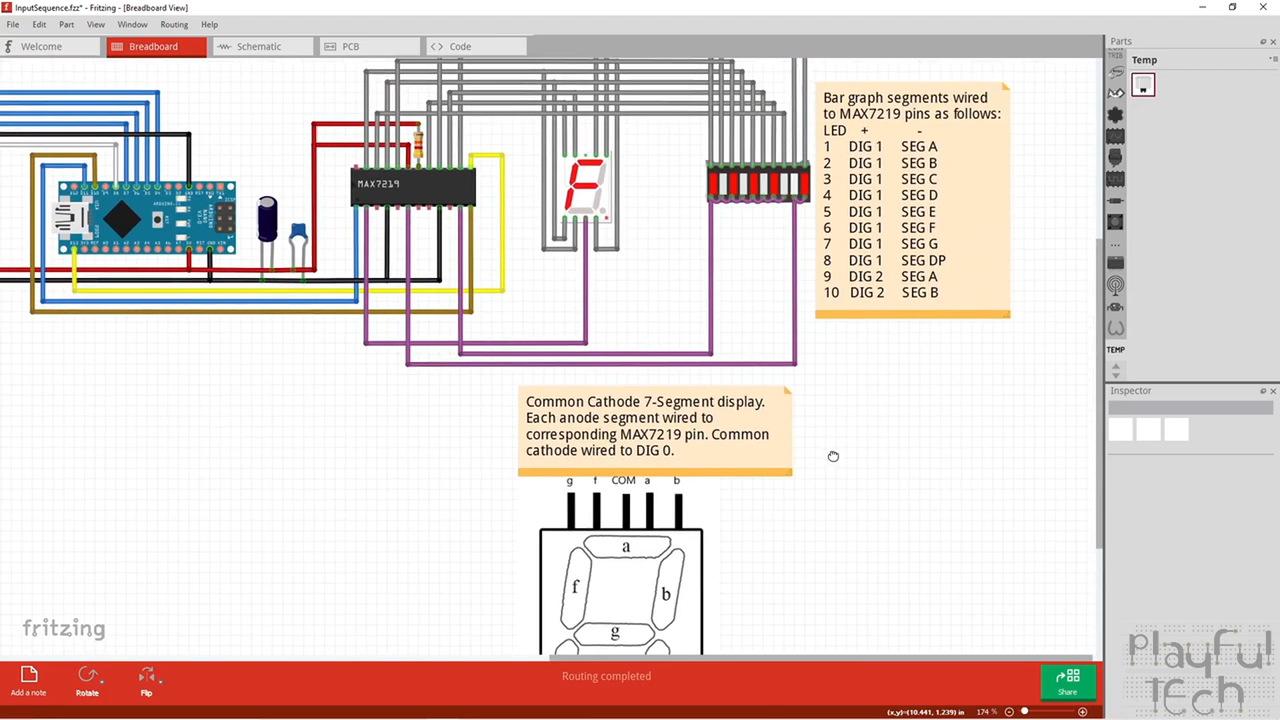 InputSequence.fzz* - Fritzing - [Breadboard View]
File Edit Part View Window Routing Help
Welcome Breadboard Schematic PCB Code
Parts
Temp
Bar graph segments wired
to MAX7219 pins as follows:
LED + -
1 DIG 1 SEG A
2 DIG 1 SEG B
3 DIG 1 SEG C
4 DIG 1 SEG D
5 DIG 1 SEG E
6 DIG 1 SEG F
7 DIG 1 SEG G
8 DIG 1 SEG DP
9 DIG 2 SEG A
10 DIG 2 SEG B
MAX7219
TEMP
Inspector
Common Cathode 7-Segment display.
Each anode segment wired to
corresponding MAX7219 pin. Common
cathode wired to DIG 0.
g f COM a b
a
f
b
g
fritzing
Playful
Tech
Add a note Rotate Flip
Routing completed
Share
(x,y)=(10.441, 1.239) in 174 %